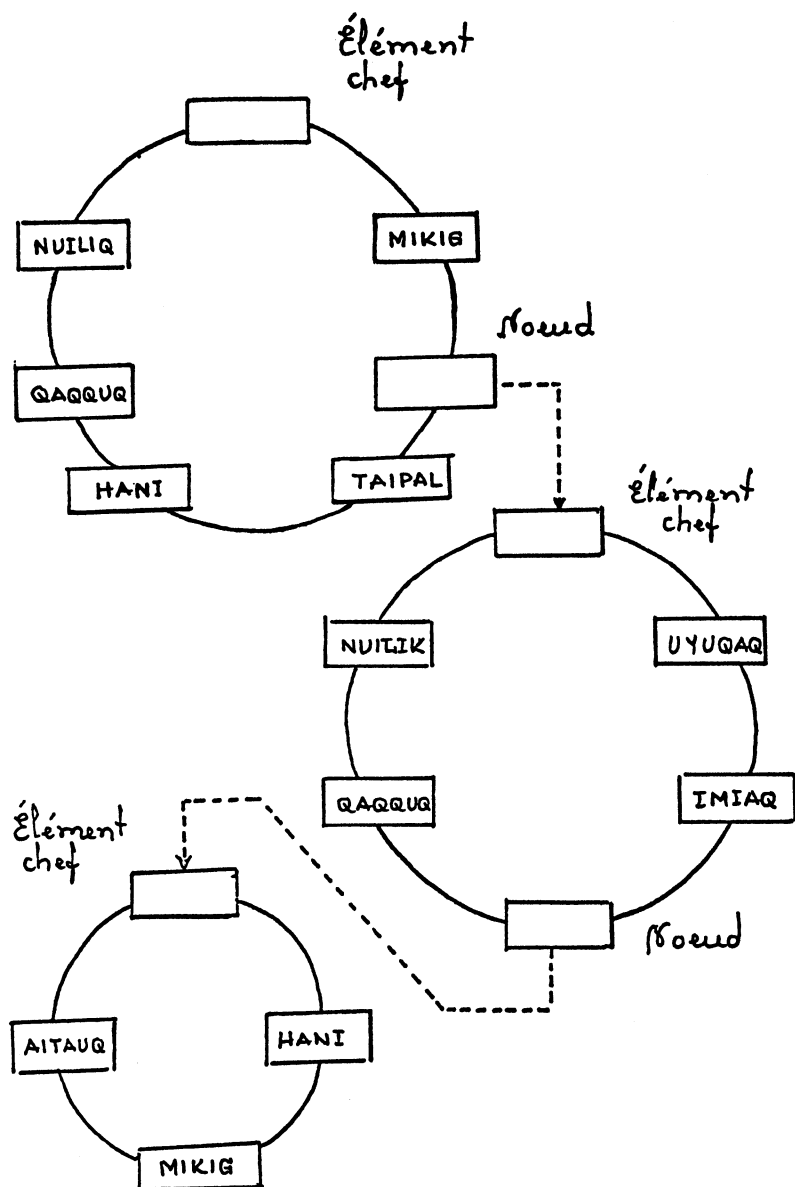 Élément
chef
NUILIQ
MIKIG
Noeud
QAQQUQ
HANI
TAIPAL
Élément
chef
NUILIK
UYUQAQ
QAQQUQ
IMIAQ
Élément
chef
Noeud
AITAUQ
HANI
MIKIG